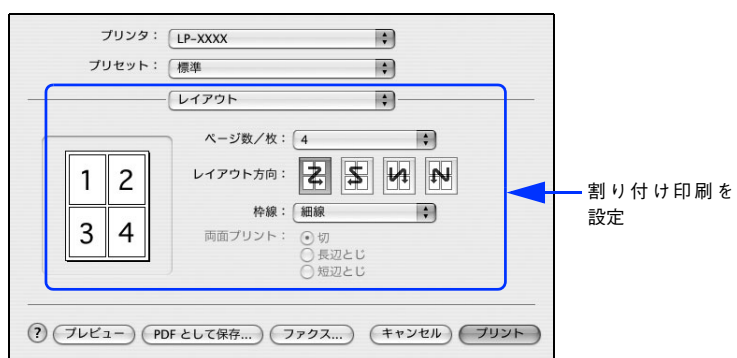 プリンタ： LP-XXXX
プリセット： 標準
レイアウト
ページ数／枚： 4
レイアウト方向：
1 2
3 4
枠線： 細線
両面プリント： 切
長辺とじ
短辺とじ
割り付け印刷を
設定
? プレビュー PDF として保存... ファクス... キャンセル プリント